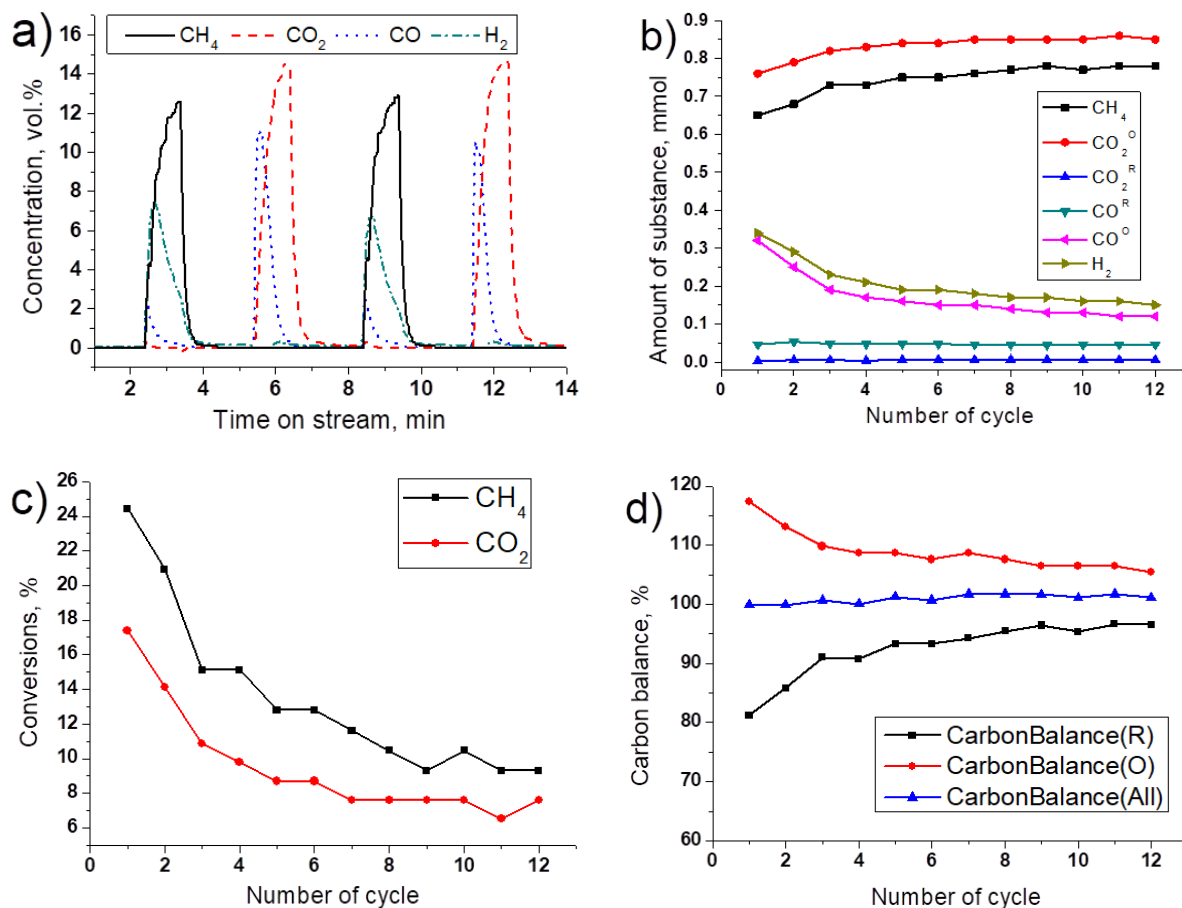 a)
CH4 CO2 CO H2
Concentration, vol.%
16
14
12
10
8
6
4
2
0
2 4 6 8 10 12 14
Time on stream, min
b)
Amount of substance, mmol
0.9
0.8
0.7
0.6
0.5
0.4
0.3
0.2
0.1
0.0
CH4
CO2 O
CO2 R
CO R
CO O
H2
0 2 4 6 8 10 12
Number of cycle
c)
Conversions, %
26
24
22
20
18
16
14
12
10
8
6
CH4
CO2
0 2 4 6 8 10 12
Number of cycle
d)
Carbon balance, %
120
110
100
90
80
70
60
CarbonBalance(R)
CarbonBalance(O)
CarbonBalance(All)
0 2 4 6 8 10 12
Number of cycle